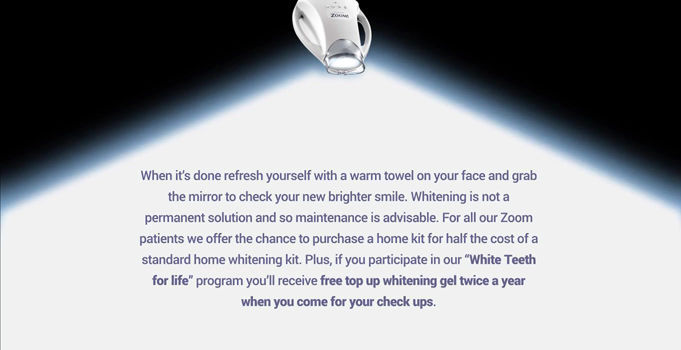 ZOOM!
When it's done refresh yourself with a warm towel on your face and grab
the mirror to check your new brighter smile. Whitening is not a
permanent solution and so maintenance is advisable. For all our Zoom
patients we offer the chance to purchase a home kit for half the cost of a
standard home whitening kit. Plus, if you participate in our “White Teeth
for life” program you'll receive free top up whitening gel twice a year
when you come for your check ups.